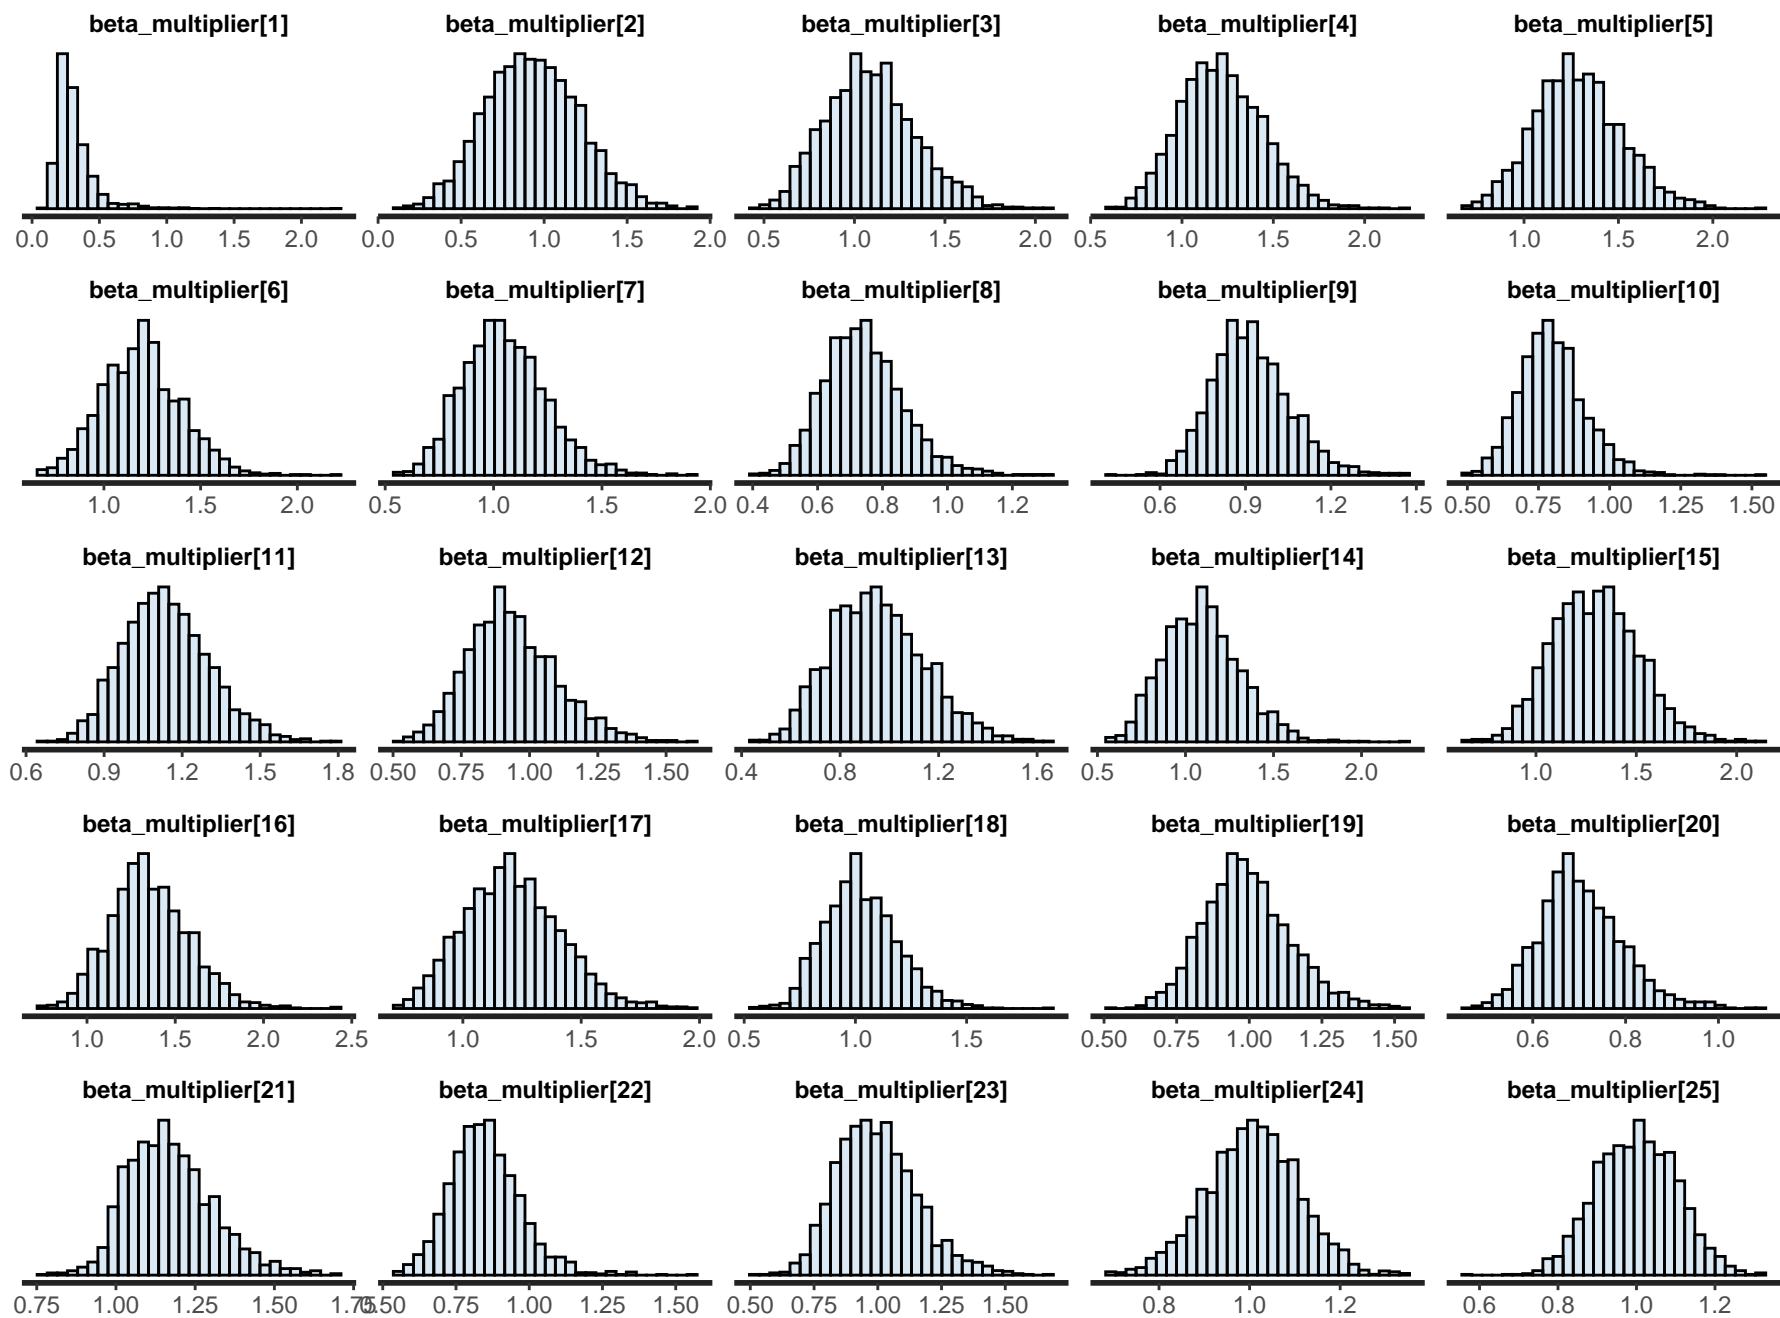 beta_multiplier[1] beta_multiplier[2] beta_multiplier[3] beta_multiplier[4] beta_multiplier[5]
0.0 0.5 1.0 1.5 2.0 0.0 0.5 1.0 1.5 2.0 0.5 1.0 1.5 2.0 0.5 1.0 1.5 2.0 1.0 1.5 2.0
beta_multiplier[6] beta_multiplier[7] beta_multiplier[8] beta_multiplier[9] beta_multiplier[10]
1.0 1.5 2.0 0.5 1.0 1.5 2.0 0.4 0.6 0.8 1.0 1.2 0.6 0.9 1.2 1.5 0.50 0.75 1.00 1.25 1.50
beta_multiplier[11] beta_multiplier[12] beta_multiplier[13] beta_multiplier[14] beta_multiplier[15]
0.6 0.9 1.2 1.5 1.8 0.50 0.75 1.00 1.25 1.50 0.4 0.8 1.2 1.6 0.5 1.0 1.5 2.0 1.0 1.5 2.0
beta_multiplier[16] beta_multiplier[17] beta_multiplier[18] beta_multiplier[19] beta_multiplier[20]
1.0 1.5 2.0 2.5 1.0 1.5 2.0 0.5 1.0 1.5 0.50 0.75 1.00 1.25 1.50 0.6 0.8 1.0
beta_multiplier[21] beta_multiplier[22] beta_multiplier[23] beta_multiplier[24] beta_multiplier[25]
0.75 1.00 1.25 1.50 1.75 0.50 0.75 1.00 1.25 1.50 0.50 0.75 1.00 1.25 1.50 0.8 1.0 1.2 0.6 0.8 1.0 1.2